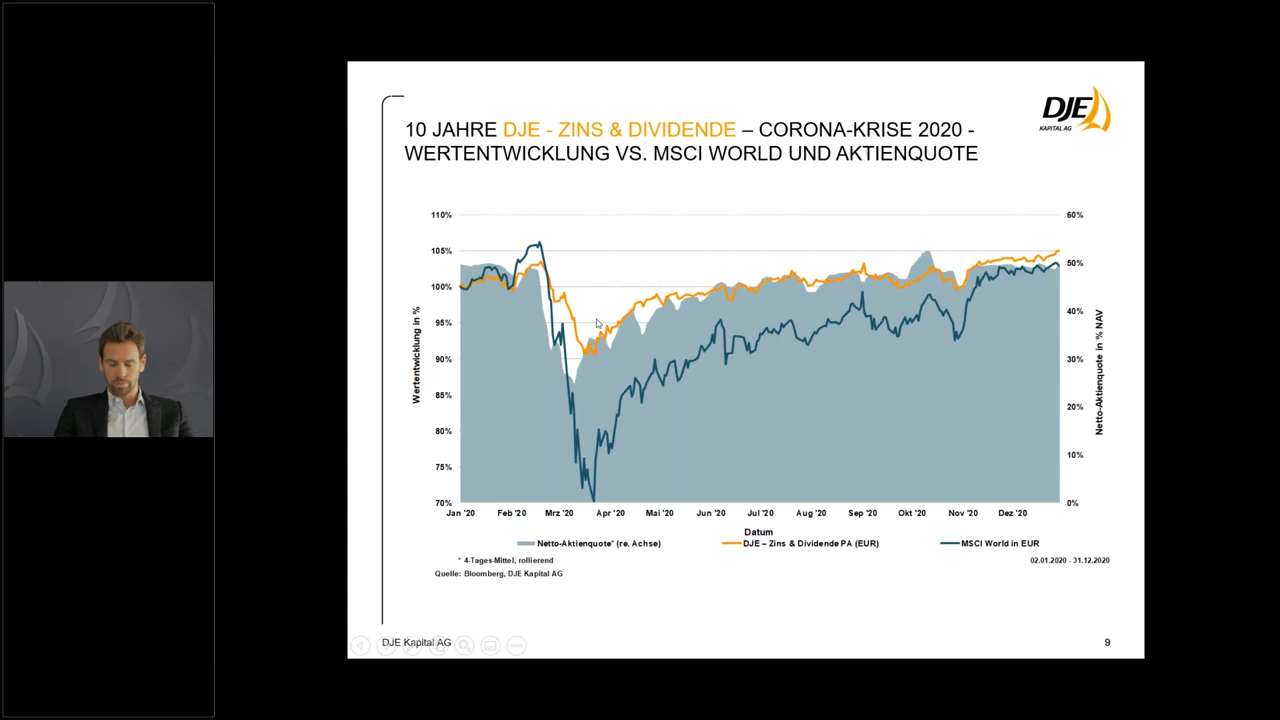 DJE
KAPITAL AG
10 JAHRE DJE - ZINS & DIVIDENDE – CORONA-KRISE 2020 -
WERTENTWICKLUNG VS. MSCI WORLD UND AKTIENQUOTE
Wertentwicklung in %
110%
105%
100%
95%
90%
85%
80%
75%
70%
60%
50%
40%
30%
20%
10%
0%
Netto-Aktienquote in % NAV
Jan '20 Feb '20 Mrz '20 Apr '20 Mai '20 Jun '20 Jul '20 Aug '20 Sep '20 Okt '20 Nov '20 Dez '20
Datum
Netto-Aktienquote* (re. Achse) DJE – Zins & Dividende PA (EUR) MSCI World in EUR
* 4-Tages-Mittel, rollierend 02.01.2020 - 31.12.2020
Quelle: Bloomberg, DJE Kapital AG
DJE Kapital AG 9